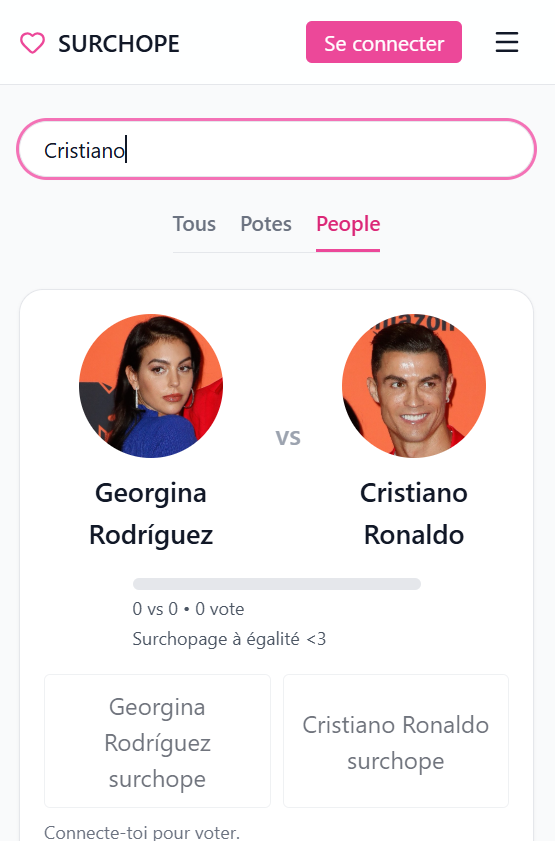 SURCHOPE
Se connecter
Cristiano
Tous Potes People
amazon
vs
Georgina
Rodríguez
Cristiano
Ronaldo
0 vs 0 • 0 vote
Surchopage à égalité <3
Georgina
Rodríguez
surchope
Cristiano Ronaldo
surchope
Connecte-toi pour voter.